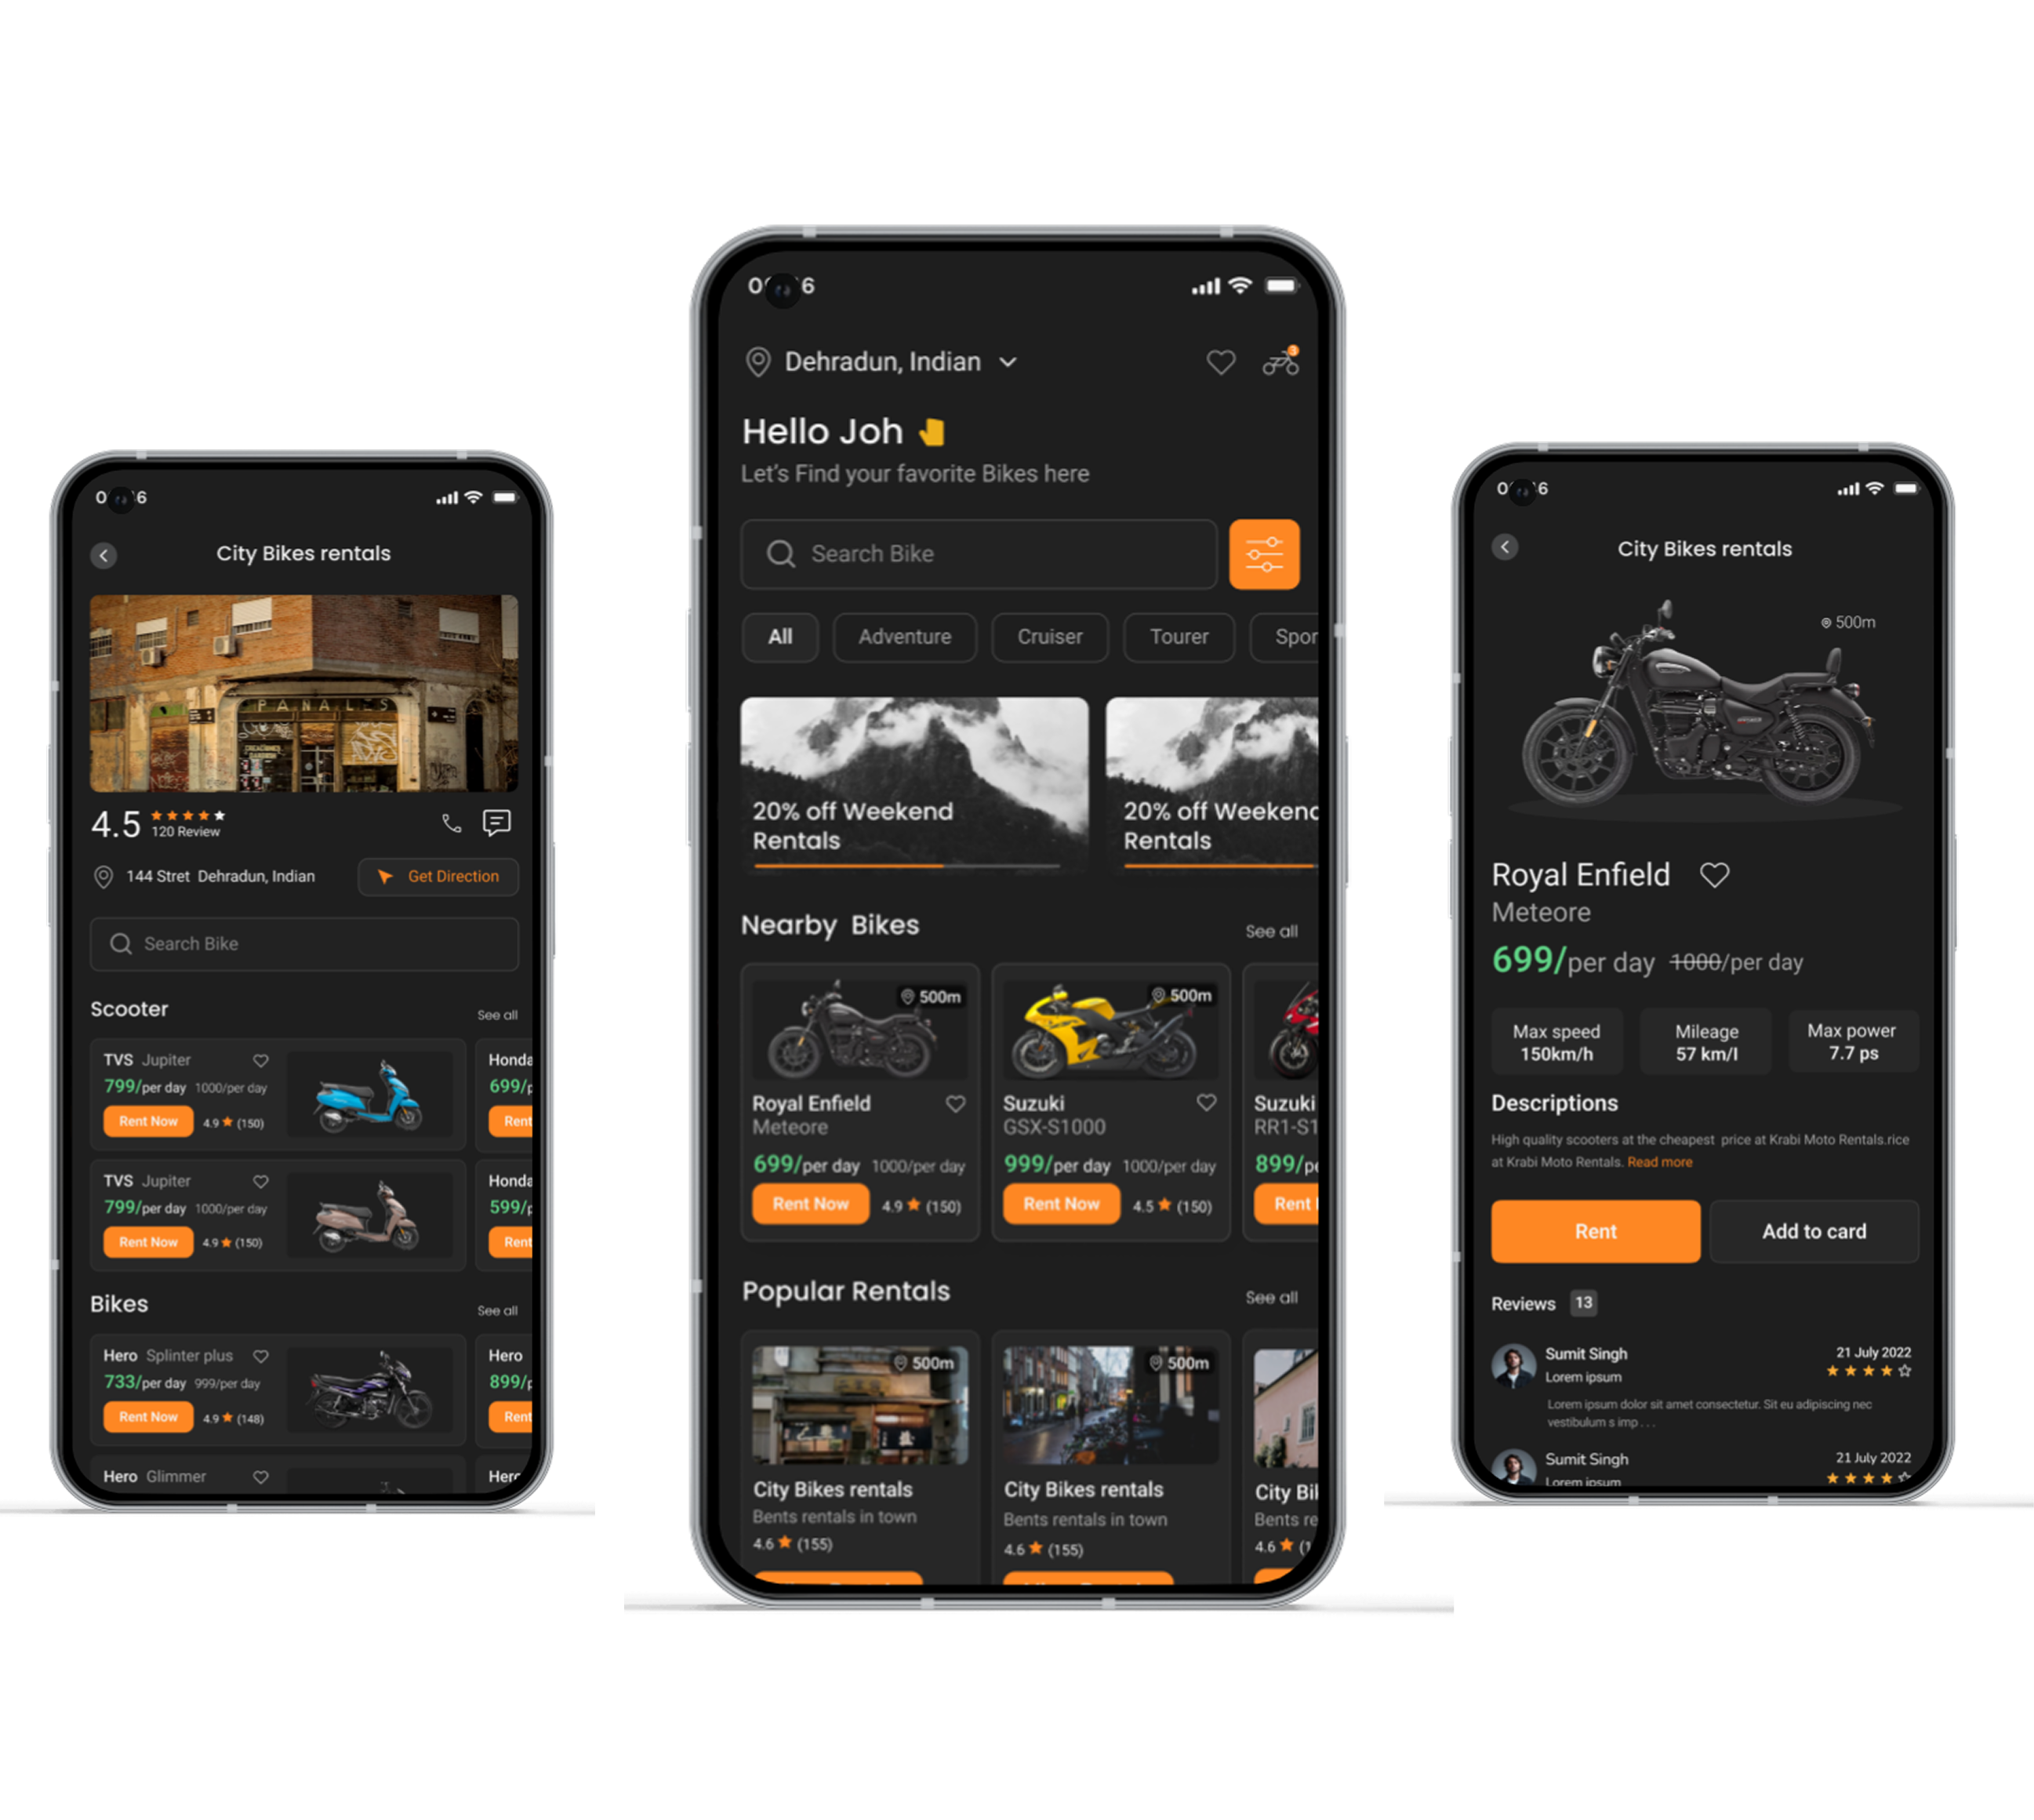 City Bikes rentals
PANALES
4.5
120 Review
144 Stret Dehradun, Indian
Get Direction
Search Bike
Scooter
See all
TVS Jupiter
799/per day 1000/per day
Rent Now 4.9 (150)
Honda
699/
Rent
TVS Jupiter
799/per day 1000/per day
Rent Now 4.9 (150)
Honda
599/
Rent
Bikes
See all
Hero Splinter plus
733/per day 999/per day
Rent Now 4.9 (148)
Hero
899/
Rent
Hero Glimmer
Dehradun, Indian
3
Hello Joh
Let's Find your favorite Bikes here
Search Bike
All Adventure Cruiser Tourer Spor
20% off Weekend
Rentals
20% off Weekend
Rentals
Nearby Bikes
See all
500m
Royal Enfield
Meteore
699/per day 1000/per day
Rent Now 4.9 (150)
500m
Suzuki
GSX-S1000
999/per day 1000/per day
Rent Now 4.5 (150)
Suzuki
RR1-S1
899/pe
Rent
Popular Rentals
See all
500m
City Bikes rentals
Bents rentals in town
4.6 (155)
500m
City Bikes rentals
Bents rentals in town
4.6 (155)
City Bi
Bents re
4.6 (1
City Bikes rentals
500m
Royal Enfield
Meteore
699/per day 1000/per day
Max speed
150km/h
Mileage
57 km/l
Max power
7.7 ps
Descriptions
High quality scooters at the cheapest price at Krabi Moto Rentals.rice
at Krabi Moto Rentals. Read more
Rent
Add to card
Reviews 13
Sumit Singh
21 July 2022
Lorem ipsum
Lorem ipsum dolor sit amet consectetur. Sit eu adipiscing nec
vestibulum s imp . . .
Sumit Singh
21 July 2022
Lorem ipsum